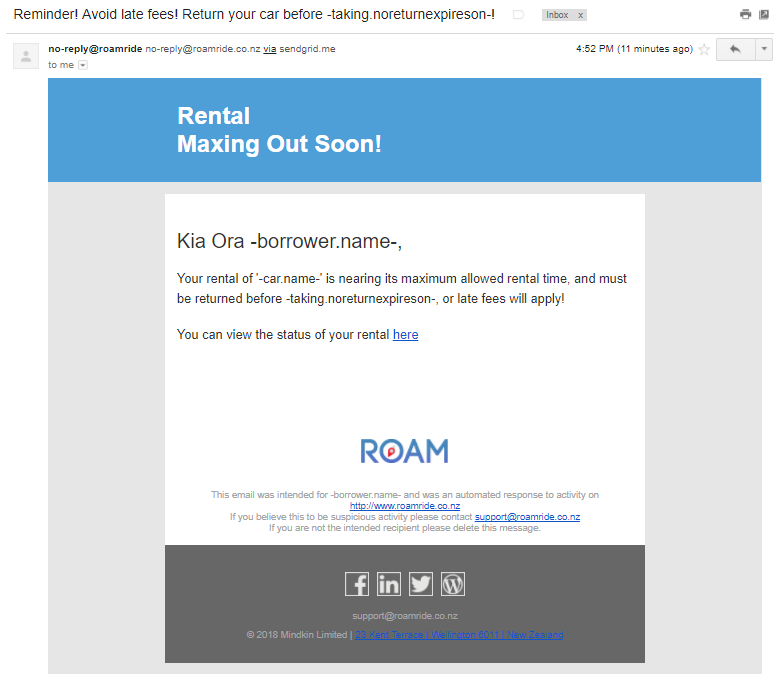 Reminder! Avoid late fees! Return your car before -taking.noreturnexpireson-!
Inbox x
no-reply@roamride no-reply@roamride.co.nz via sendgrid.me
4:52 PM (11 minutes ago)
to me
Rental
Maxing Out Soon!
Kia Ora -borrower.name-,
Your rental of '-car.name-' is nearing its maximum allowed rental time, and must
be returned before -taking.noreturnexpireson-, or late fees will apply!
You can view the status of your rental here
ROAM
This email was intended for -borrower.name- and was an automated response to activity on
http://www.roamride.co.nz
If you believe this to be suspicious activity please contact support@roamride.co.nz
If you are not the intended recipient please delete this message.
support@roamride.co.nz
© 2018 Mindkin Limited | 23 Kent Terrace | Wellington 6011 | New Zealand